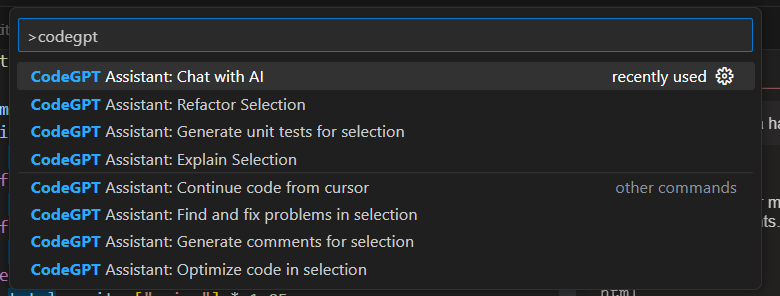 >codegpt
CodeGPT Assistant: Chat with AI recently used
CodeGPT Assistant: Refactor Selection
CodeGPT Assistant: Generate unit tests for selection
CodeGPT Assistant: Explain Selection
CodeGPT Assistant: Continue code from cursor other commands
CodeGPT Assistant: Find and fix problems in selection
CodeGPT Assistant: Generate comments for selection
CodeGPT Assistant: Optimize code in selection